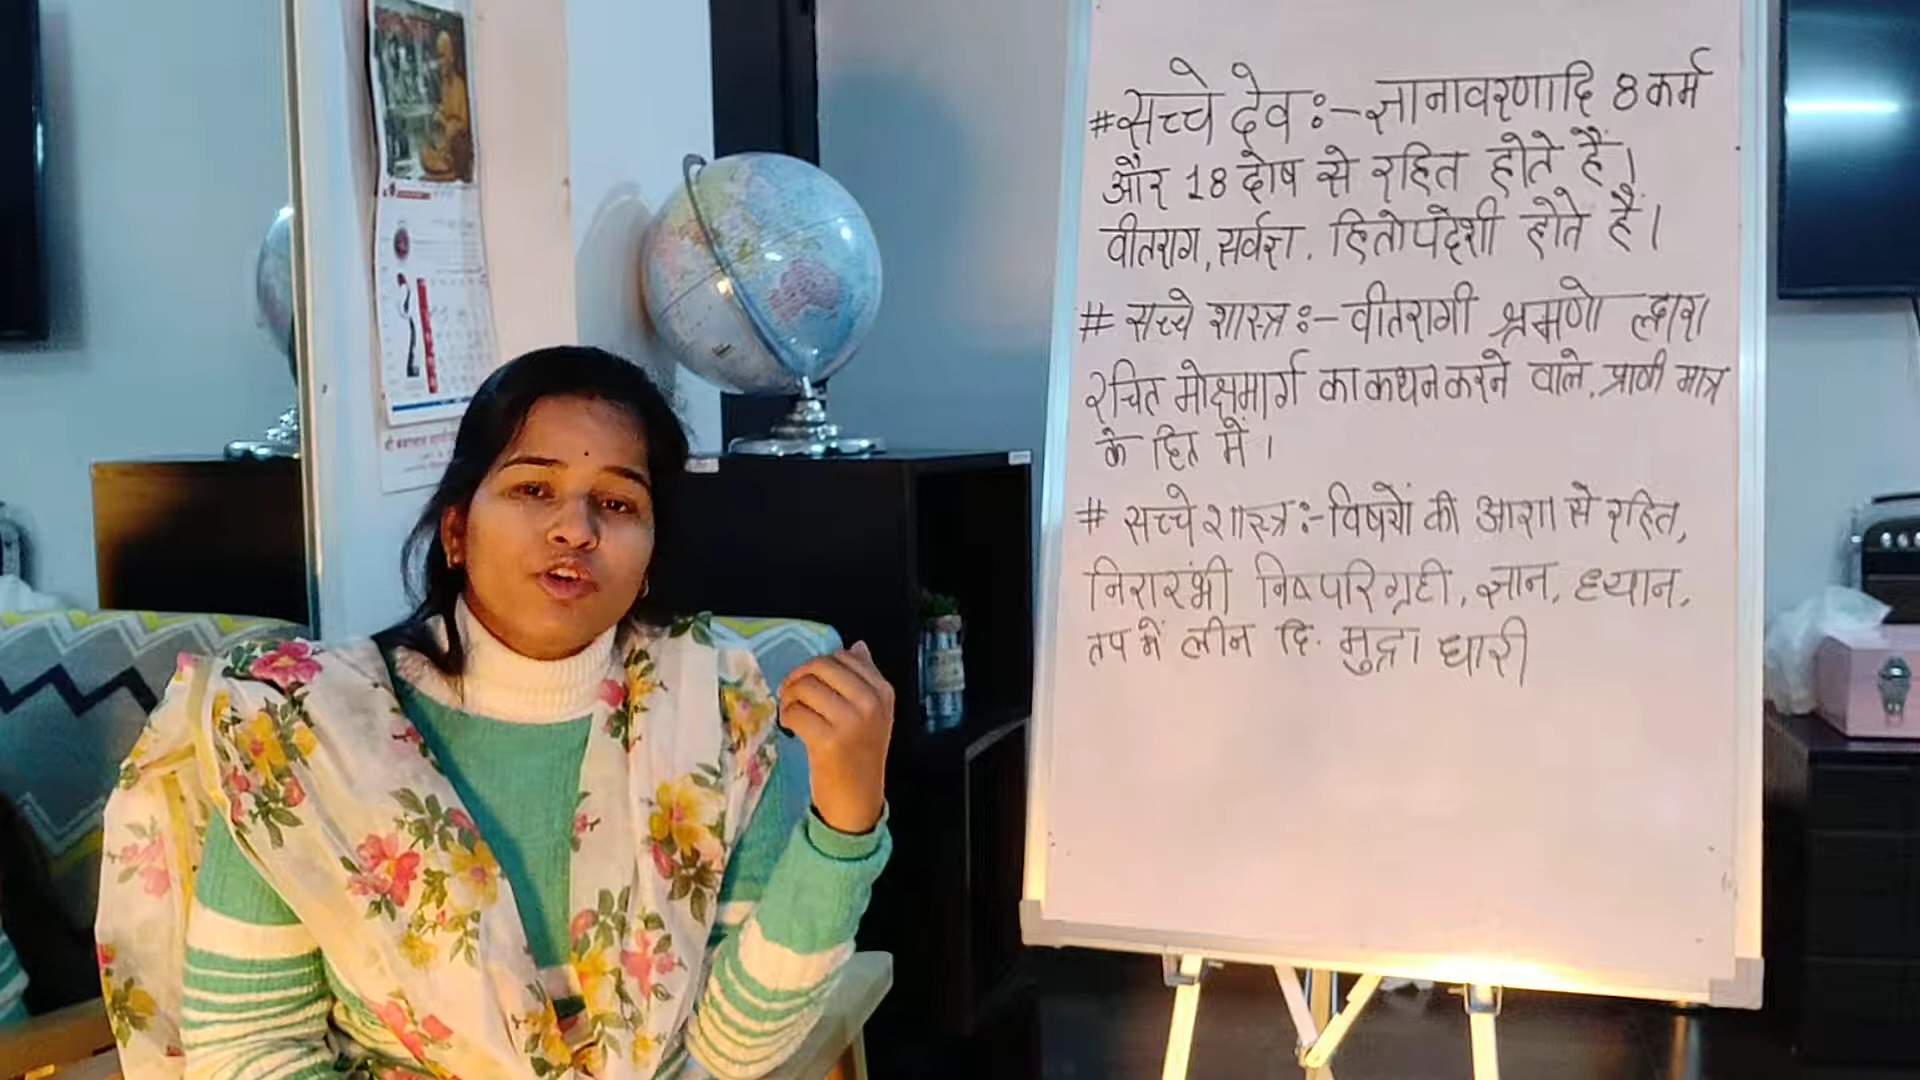 #सच्चे देव :- ज्ञानावरणादि 8 कर्म
और 18 दोष से रहित होते हैं।
वीतराग, सर्वज्ञ, हितोपदेशी होते हैं।
# सच्चे शास्त्र :- वीतरागी श्रमणो द्वारा
रचित मोक्षमार्ग का कथन करने वाले, प्राणी मात्र
के हित में।
# सच्चे शास्त्र :- विषयों की आशा से रहित,
निरारंभी निष्परिग्रही, ज्ञान, ध्यान,
तप में लीन दि. मुद्रा धारी